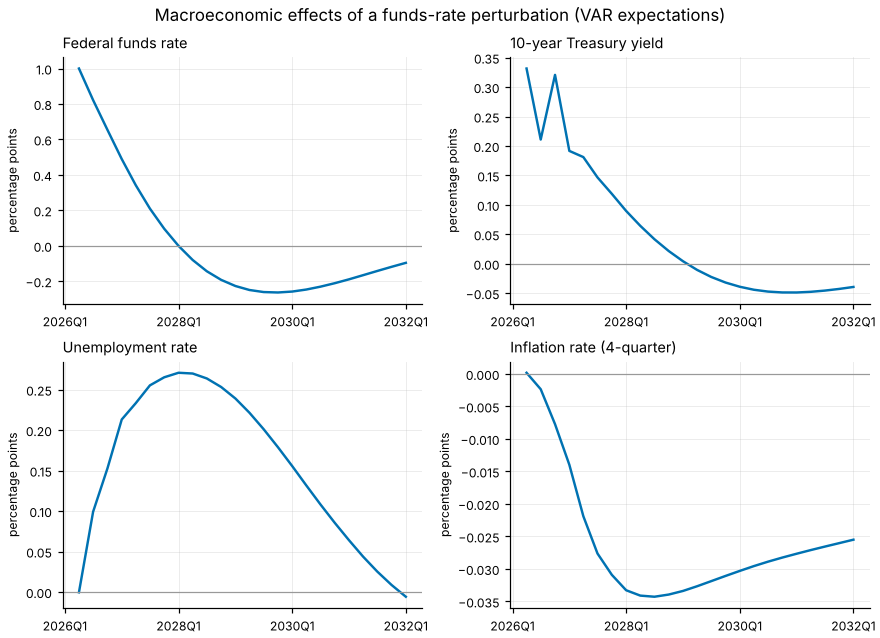 Macroeconomic effects of a funds-rate perturbation (VAR expectations)
Federal funds rate
percentage points
1.0
0.8
0.6
0.4
0.2
0.0
−0.2
2026Q1 2028Q1 2030Q1 2032Q1
10-year Treasury yield
percentage points
0.35
0.30
0.25
0.20
0.15
0.10
0.05
0.00
−0.05
2026Q1 2028Q1 2030Q1 2032Q1
Unemployment rate
percentage points
0.25
0.20
0.15
0.10
0.05
0.00
2026Q1 2028Q1 2030Q1 2032Q1
Inflation rate (4-quarter)
percentage points
0.000
−0.005
−0.010
−0.015
−0.020
−0.025
−0.030
−0.035
2026Q1 2028Q1 2030Q1 2032Q1